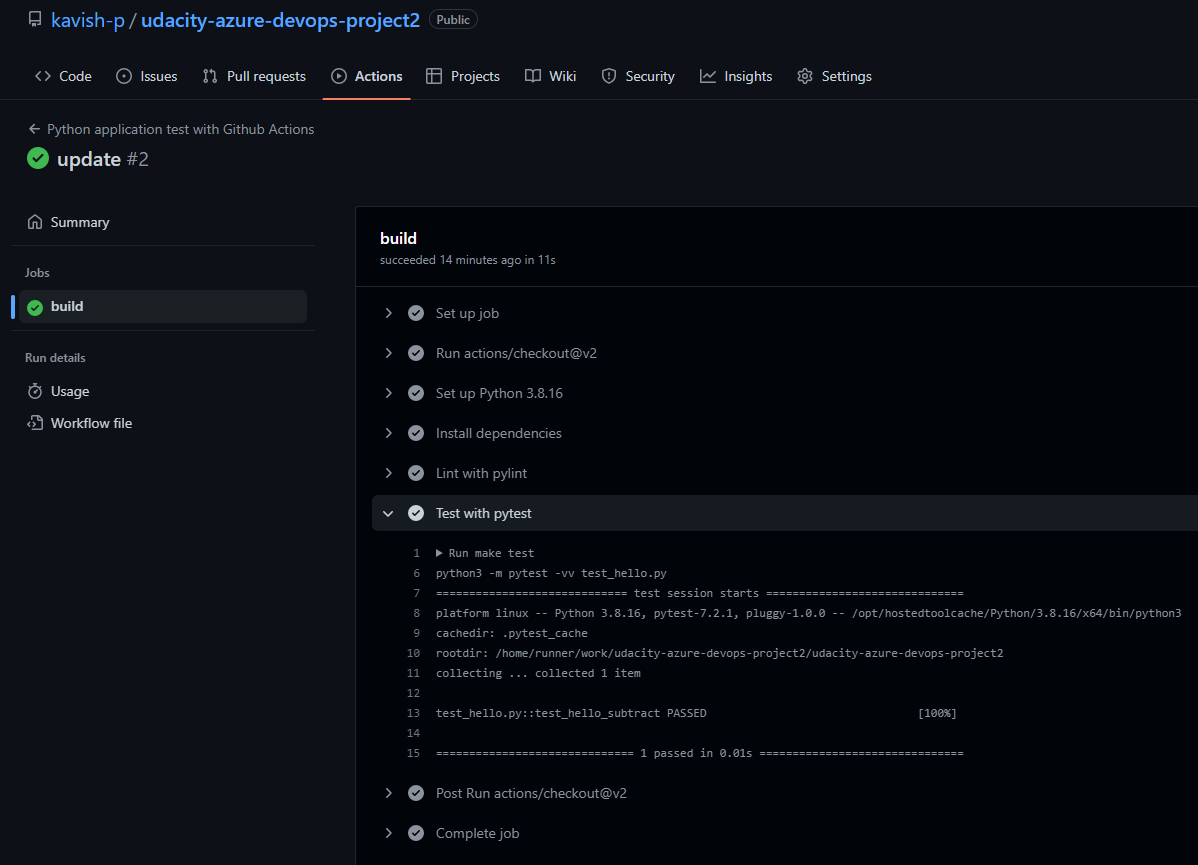 kavish-p / udacity-azure-devops-project2 Public
Code Issues Pull requests Actions Projects Wiki Security Insights Settings
Python application test with Github Actions
update #2
Summary
Jobs
build
Run details
Usage
Workflow file
build
succeeded 14 minutes ago in 11s
Set up job
Run actions/checkout@v2
Set up Python 3.8.16
Install dependencies
Lint with pylint
Test with pytest
1 Run make test
6 python3 -m pytest -vv test_hello.py
7 ============================= test session starts ==============================
8 platform linux -- Python 3.8.16, pytest-7.2.1, pluggy-1.0.0 -- /opt/hostedtoolcache/Python/3.8.16/x64/bin/python3
9 cachedir: .pytest_cache
10 rootdir: /home/runner/work/udacity-azure-devops-project2/udacity-azure-devops-project2
11 collecting ... collected 1 item
12
13 test_hello.py::test_hello_subtract PASSED [100%]
14
15 ============================== 1 passed in 0.01s ===============================
Post Run actions/checkout@v2
Complete job